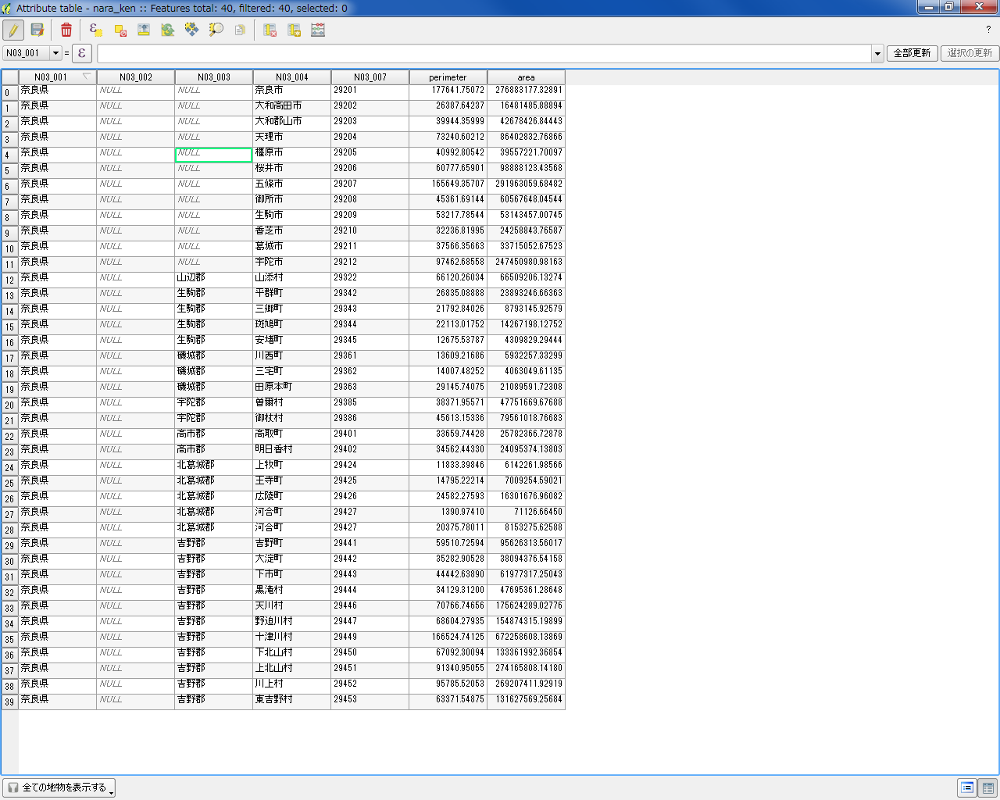 Attribute table - nara_ken :: Features total: 40, filtered: 40, selected: 0
?
N03_001 = ε 全部更新 選択の更新
N03_001 N03_002 N03_003 N03_004 N03_007 perimeter area
0 奈良県 NULL NULL 奈良市 29201 177641.75072 276883177.32891
1 奈良県 NULL NULL 大和高田市 29202 26387.64237 16481485.88894
2 奈良県 NULL NULL 大和郡山市 29203 39944.35999 42678426.84443
3 奈良県 NULL NULL 天理市 29204 73240.60212 86402832.76866
4 奈良県 NULL NULL 橿原市 29205 40992.80542 39557221.70097
5 奈良県 NULL NULL 桜井市 29206 60777.65901 98888123.43568
6 奈良県 NULL NULL 五條市 29207 165649.35707 291963059.68482
7 奈良県 NULL NULL 御所市 29208 45361.69144 60567648.04544
8 奈良県 NULL NULL 生駒市 29209 53217.78544 53143457.00745
9 奈良県 NULL NULL 香芝市 29210 32236.81995 24258843.76587
10 奈良県 NULL NULL 葛城市 29211 37566.35663 33715052.67523
11 奈良県 NULL NULL 宇陀市 29212 97462.68558 247450980.98163
12 奈良県 NULL 山辺郡 山添村 29322 66120.26034 66509206.13274
13 奈良県 NULL 生駒郡 平群町 29342 26835.08888 23893246.66363
14 奈良県 NULL 生駒郡 三郷町 29343 21792.84026 8793145.92579
15 奈良県 NULL 生駒郡 斑鳩町 29344 22113.01752 14267198.12752
16 奈良県 NULL 生駒郡 安堵町 29345 12675.53787 4309829.29444
17 奈良県 NULL 磯城郡 川西町 29361 13609.21686 5932257.33299
18 奈良県 NULL 磯城郡 三宅町 29362 14007.48252 4063049.61135
19 奈良県 NULL 磯城郡 田原本町 29363 29145.74075 21089591.72308
20 奈良県 NULL 宇陀郡 曽爾村 29385 38371.95571 47751669.67688
21 奈良県 NULL 宇陀郡 御杖村 29386 45613.15336 79561018.76683
22 奈良県 NULL 高市郡 高取町 29401 33659.74428 25782366.72878
23 奈良県 NULL 高市郡 明日香村 29402 34562.44330 24095374.13803
24 奈良県 NULL 北葛城郡 上牧町 29424 11833.39846 6142261.98566
25 奈良県 NULL 北葛城郡 王寺町 29425 14795.22214 7009254.59021
26 奈良県 NULL 北葛城郡 広陵町 29426 24582.27593 16301676.96082
27 奈良県 NULL 北葛城郡 河合町 29427 1390.97410 71126.66450
28 奈良県 NULL 北葛城郡 河合町 29427 20375.78011 8153275.62588
29 奈良県 NULL 吉野郡 吉野町 29441 59510.72594 95626313.56017
30 奈良県 NULL 吉野郡 大淀町 29442 35282.90528 38094376.54158
31 奈良県 NULL 吉野郡 下市町 29443 44442.63890 61977317.25043
32 奈良県 NULL 吉野郡 黒滝村 29444 34129.31200 47695361.28648
33 奈良県 NULL 吉野郡 天川村 29446 70766.74656 175624289.02776
34 奈良県 NULL 吉野郡 野迫川村 29447 68604.27935 154874315.19899
35 奈良県 NULL 吉野郡 十津川村 29449 166524.74125 672258608.13869
36 奈良県 NULL 吉野郡 下北山村 29450 67092.30094 133361992.36854
37 奈良県 NULL 吉野郡 上北山村 29451 91340.95055 274165808.14180
38 奈良県 NULL 吉野郡 川上村 29452 95785.52053 269207411.92919
39 奈良県 NULL 吉野郡 東吉野村 29453 63371.54875 131627569.25684
全ての地物を表示する